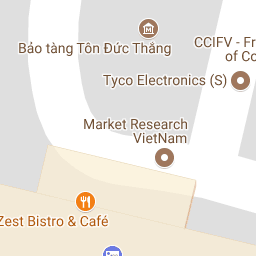 Bảo tàng Tôn Đức Thắng
CCIFV - Fr
of Co
Tyco Electronics (S)
Market Research
VietNam
Zest Bistro & Café